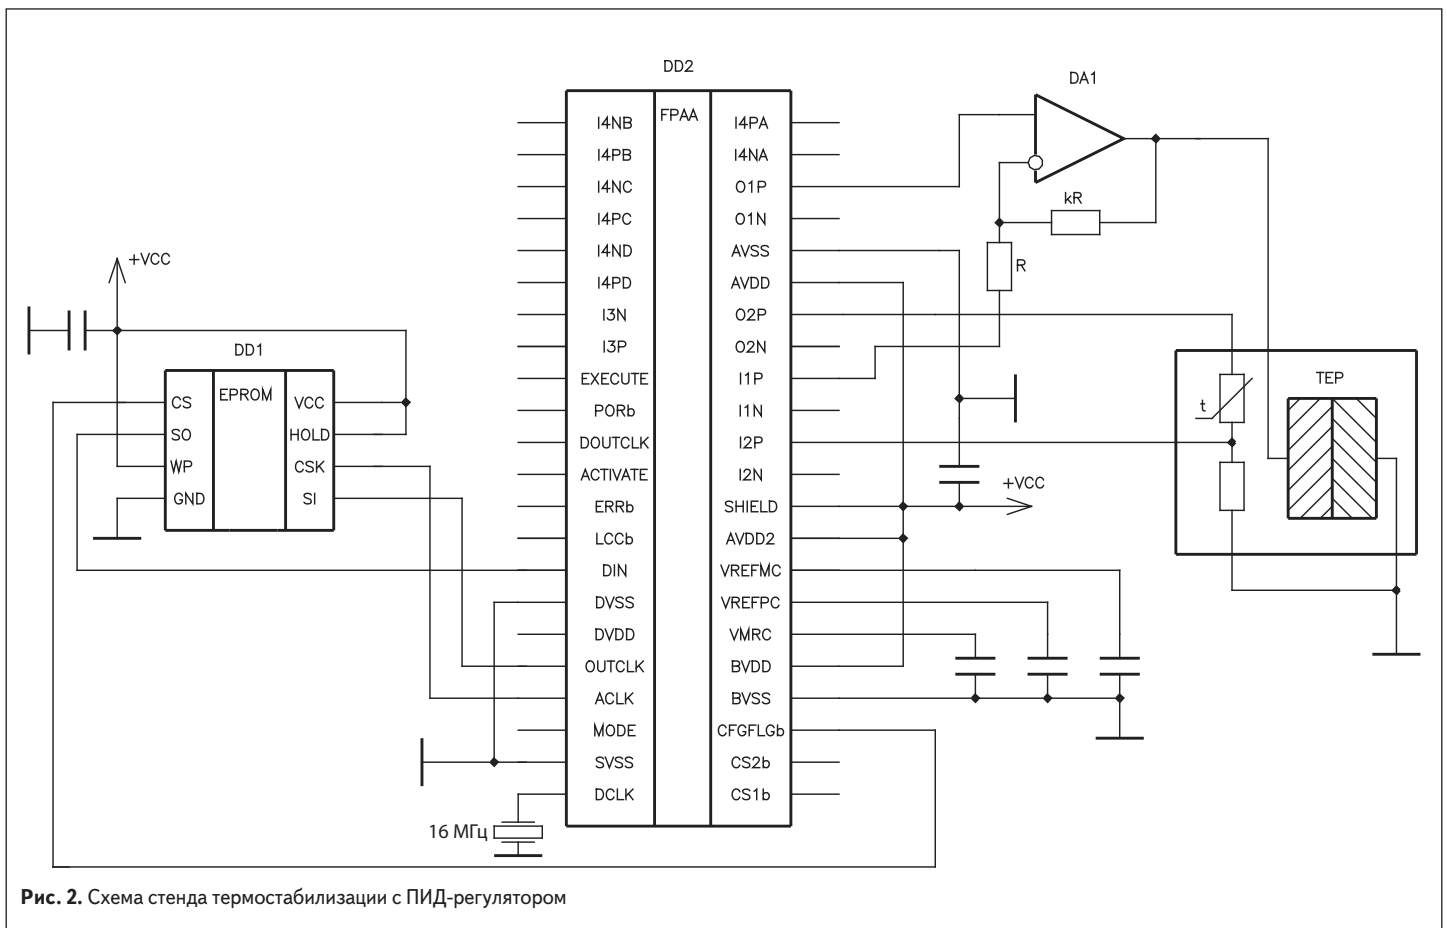 DD2
DA1
FPAA
I4NB
I4PB
I4NC
I4PC
I4ND
I4PD
I3N
I3P
EXECUTE
PORb
DOUTCLK
ACTIVATE
ERRb
LCCb
DIN
DVSS
DVDD
OUTCLK
ACLK
MODE
SVSS
DCLK
I4PA
I4NA
O1P
O1N
AVSS
AVDD
O2P
O2N
I1P
I1N
I2P
I2N
SHIELD
AVDD2
VREFMC
VREFPC
VMRC
BVDD
BVSS
CFGFLGb
CS2b
CS1b
kR
R
+VCC
DD1
EPROM
CS
SO
WP
GND
VCC
HOLD
CSK
SI
t
TEP
+VCC
16 МГц
Рис. 2. Схема стенда термостабилизации с ПИД-регулятором